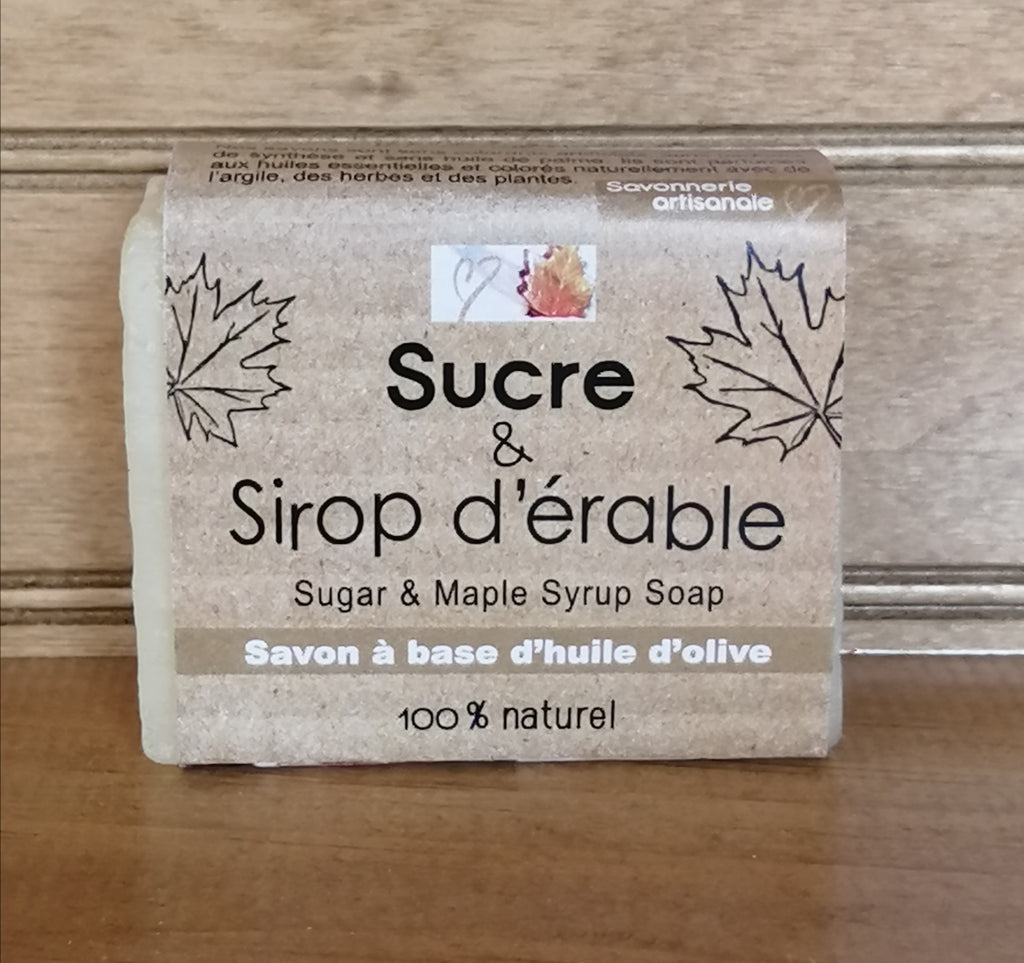 de synthèse et sans huile de palme. Ils sont
aux huiles essentielles et colorés naturellement avec de
l'argile, des herbes et des plantes.
Savonnerie
artisanale
Sucre
&
Sirop d'érable
Sugar & Maple Syrup Soap
Savon à base d'huile d'olive
100 % naturel